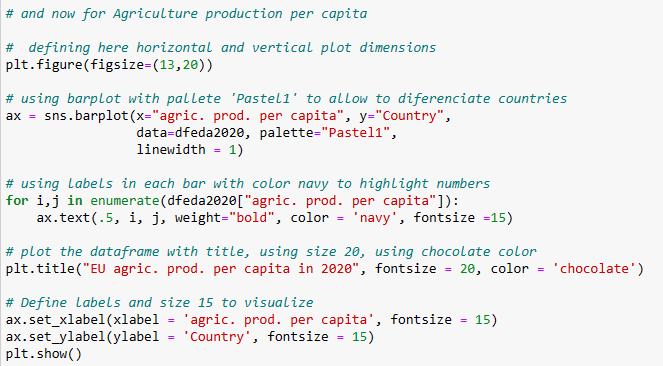 # and now for Agriculture production per capita
#  defining here horizontal and vertical plot dimensions
plt.figure(figsize=(13,20))
# using barplot with pallete 'Pastel1' to allow to diferenciate countries
ax = sns.barplot(x="agric. prod. per capita", y="Country",
                 data=dfeda2020, palette="Pastel1",
                 linewidth = 1)
# using labels in each bar with color navy to highlight numbers
for i,j in enumerate(dfeda2020["agric. prod. per capita"]):
    ax.text(.5, i, j, weight="bold", color = 'navy', fontsize =15)
# plot the dataframe with title, using size 20, using chocolate color
plt.title("EU agric. prod. per capita in 2020", fontsize = 20, color = 'chocolate')
# Define labels and size 15 to visualize
ax.set_xlabel(xlabel = 'agric. prod. per capita', fontsize = 15)
ax.set_ylabel(ylabel = 'Country', fontsize = 15)
plt.show()